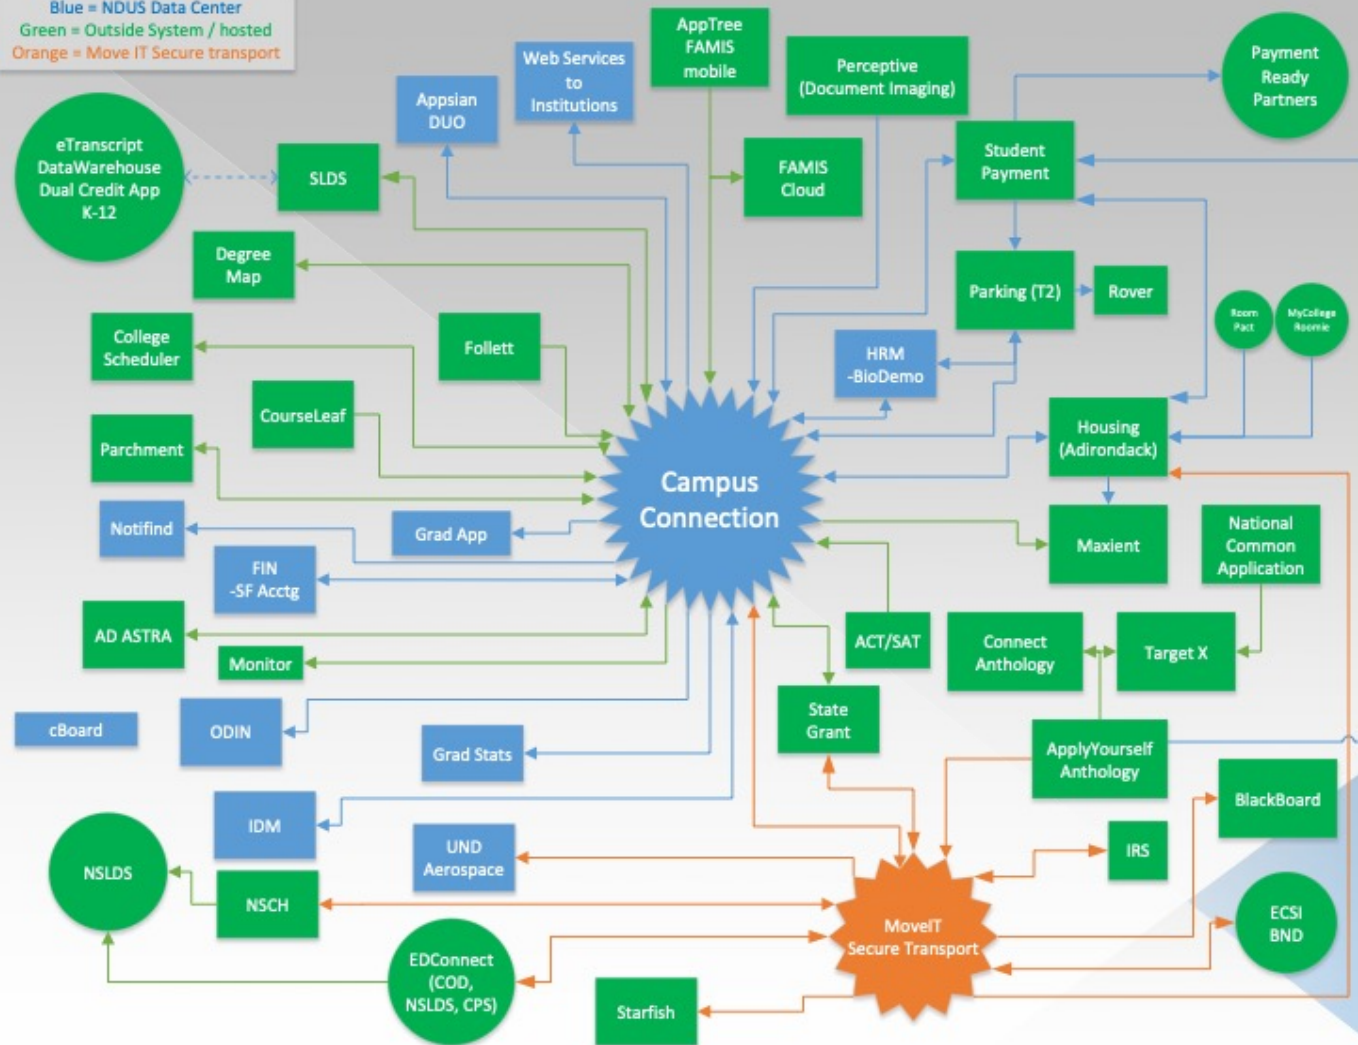 Blue = NDUS Data Center
Green = Outside System / hosted
Orange = Move IT Secure transport
AppTree
FAMIS
mobile
Web Services
to
Institutions
Perceptive
(Document Imaging)
Payment
Ready
Partners
Appsian
DUO
eTranscript
DataWarehouse
Dual Credit App
K-12
SLDS
FAMIS
Cloud
Student
Payment
Degree
Map
Parking (T2)
Rover
Room
Pact
MyCollege
Roomie
College
Scheduler
Follett
HRM
-BioDemo
CourseLeaf
Housing
(Adirondack)
Parchment
Campus
Connection
Notifind
Grad App
Maxient
National
Common
Application
FIN
-SF Acctg
AD ASTRA
Monitor
ACT/SAT
Connect
Anthology
Target X
cBoard
ODIN
Grad Stats
State
Grant
ApplyYourself
Anthology
BlackBoard
IDM
UND
Aerospace
IRS
NSLDS
NSCH
MoveIT
Secure Transport
ECSI
BND
EDConnect
(COD,
NSLDS, CPS)
Starfish